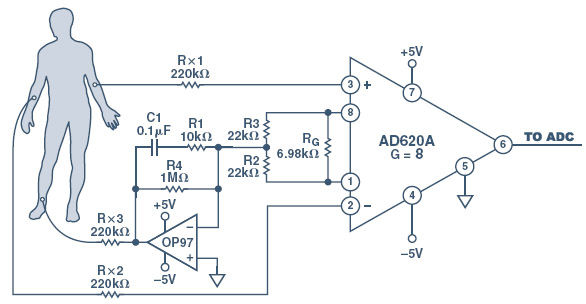 R×1
220kΩ
+5V
3
+
7
8
C1
0.1µF
R1
10kΩ
R3
22kΩ
RG
6.98kΩ
AD620A
G = 8
6
TO ADC
R2
22kΩ
R4
1MΩ
5
1
2
–
4
+5V
R×3
220kΩ
OP97
–
+
–5V
–5V
R×2
220kΩ